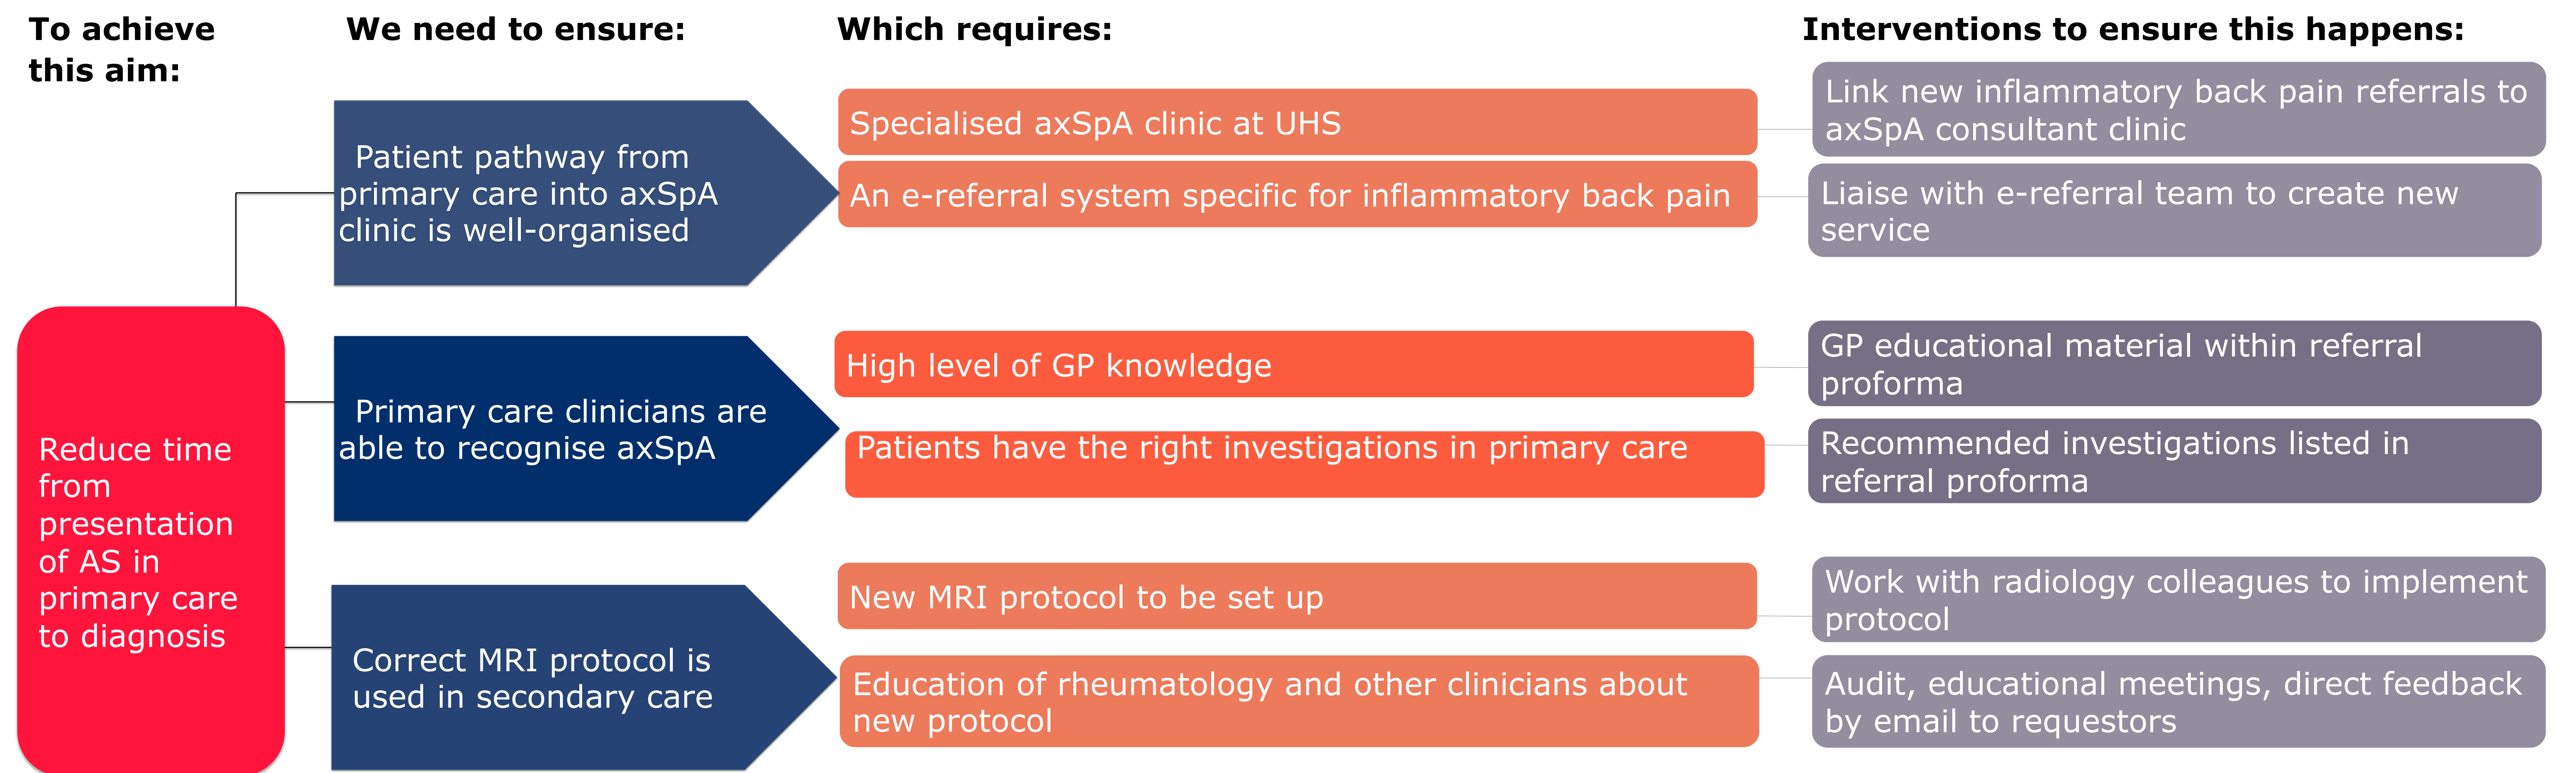 To achieve
this aim:
We need to ensure:
Which requires:
Interventions to ensure this happens:
Reduce time
from
presentation
of AS in
primary care
to diagnosis
Patient pathway from
primary care into axSpA
clinic is well-organised
Specialised axSpA clinic at UHS
Link new inflammatory back pain referrals to
axSpA consultant clinic
An e-referral system specific for inflammatory back pain
Liaise with e-referral team to create new
service
Primary care clinicians are
able to recognise axSpA
High level of GP knowledge
GP educational material within referral
proforma
Patients have the right investigations in primary care
Recommended investigations listed in
referral proforma
Correct MRI protocol is
used in secondary care
New MRI protocol to be set up
Work with radiology colleagues to implement
protocol
Education of rheumatology and other clinicians about
new protocol
Audit, educational meetings, direct feedback
by email to requestors